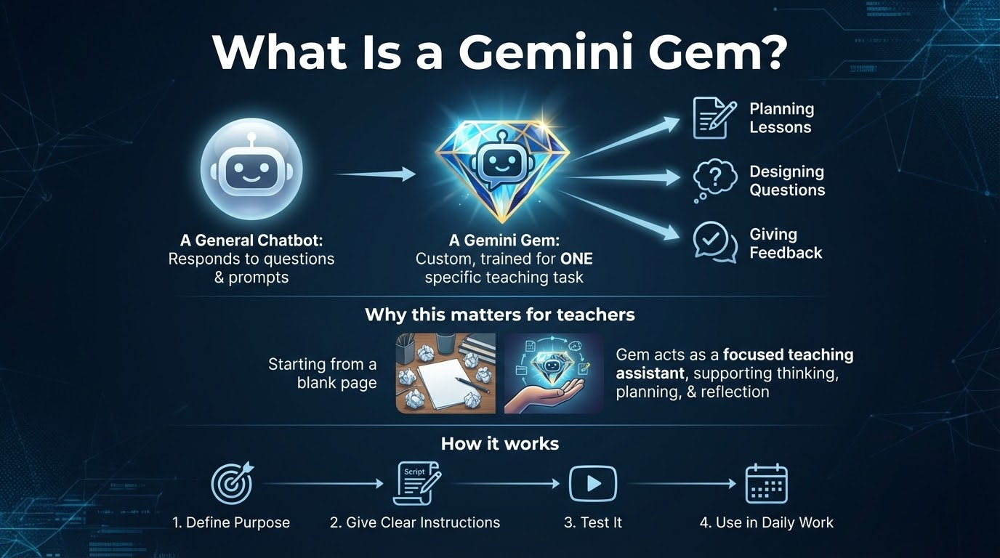 What Is a Gemini Gem?
A General Chatbot:
Responds to questions
& prompts
A Gemini Gem:
Custom, trained for ONE
specific teaching task
Planning
Lessons
?
Designing
Questions
Giving
Feedback
Why this matters for teachers
Starting from a
blank page
Gem acts as a focused teaching
assistant, supporting thinking,
planning, & reflection
How it works
Script
1. Define Purpose
2. Give Clear Instructions
3. Test It
4. Use in Daily Work